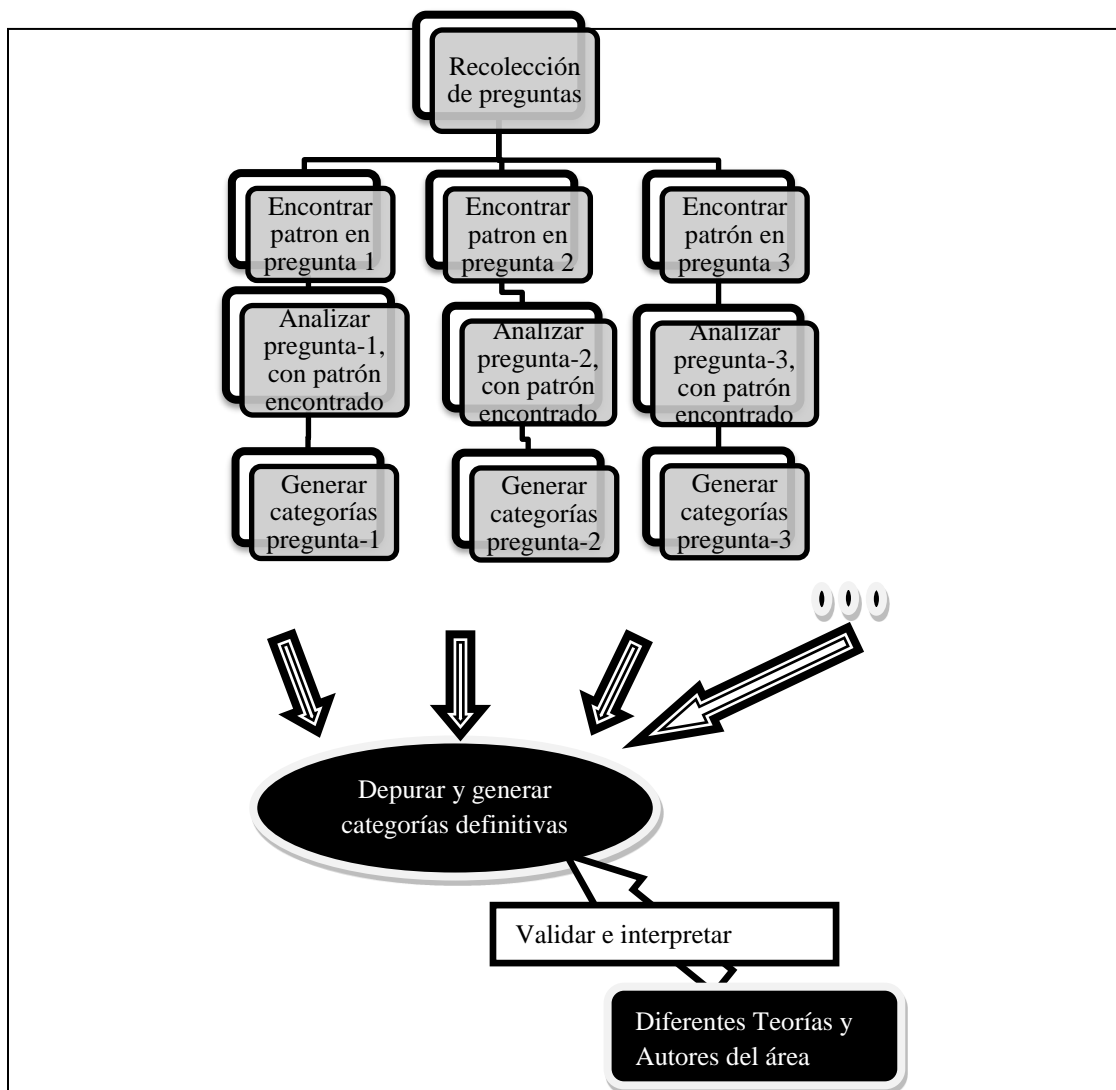 Recolección
de preguntas
Encontrar
patron en
pregunta 1
Encontrar
patron en
pregunta 2
Encontrar
patrón en
pregunta 3
Analizar
pregunta-1,
con patrón
encontrado
Analizar
pregunta-2,
con patrón
encontrado
Analizar
pregunta-3,
con patrón
encontrado
Generar
categorías
pregunta-1
Generar
categorías
pregunta-2
Generar
categorías
pregunta-3
Depurar y generar
categorías definitivas
Validar e interpretar
Diferentes Teorías y
Autores del área